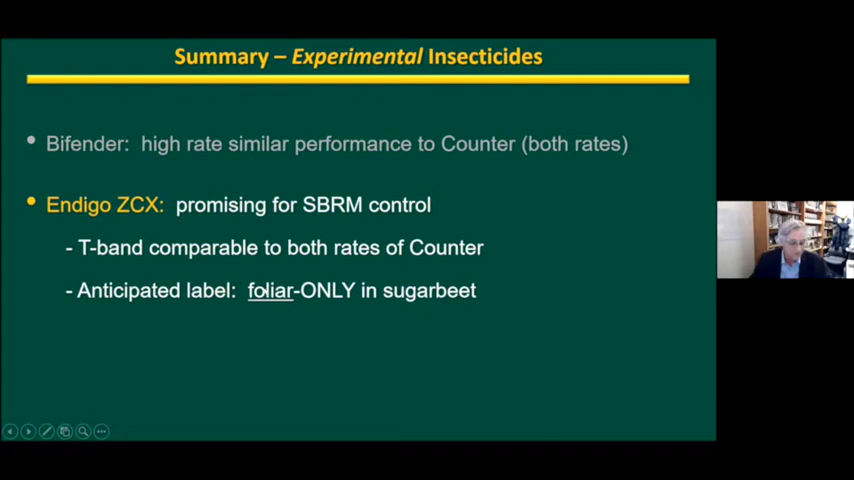 Summary – Experimental Insecticides
• Bifender: high rate similar performance to Counter (both rates)
• Endigo ZCX: promising for SBRM control
- T-band comparable to both rates of Counter
- Anticipated label: foliar-ONLY in sugarbeet